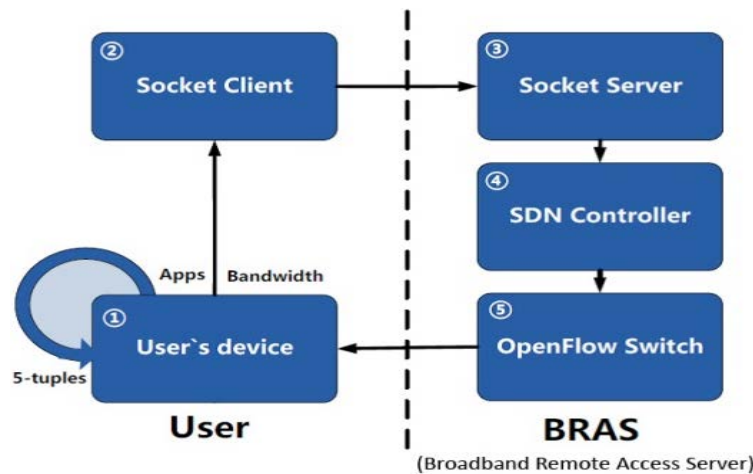 ②
Socket Client
③
Socket Server
④
SDN Controller
Apps
Bandwidth
①
User`s device
5-tuples
⑤
OpenFlow Switch
User
BRAS
(Broadband Remote Access Server)